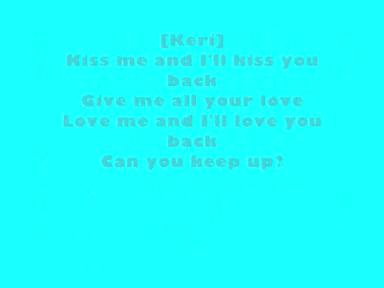 [Keri]
Kiss me and I'll kiss you
back
Give me all your love
Love me and I'll love you
back
Can you keep up?